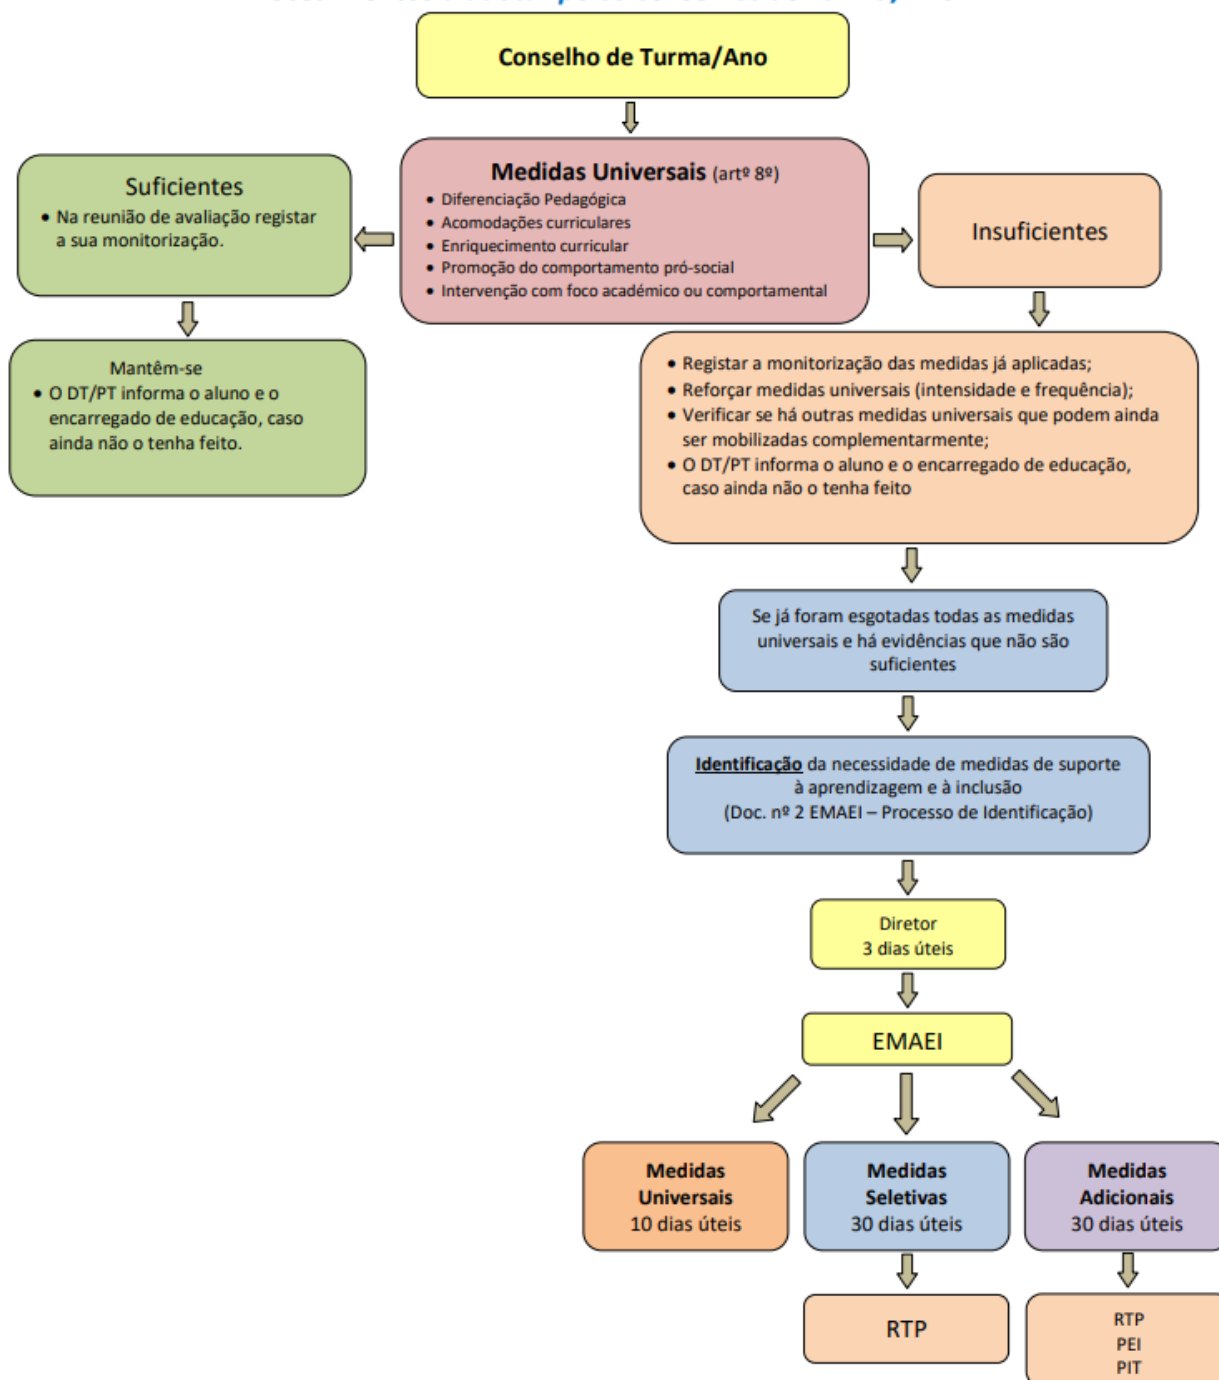 Conselho de Turma/Ano
Medidas Universais (artº 8º)
• Diferenciação Pedagógica
• Acomodações curriculares
• Enriquecimento curricular
• Promoção do comportamento pró-social
• Intervenção com foco académico ou comportamental
Suficientes
• Na reunião de avaliação registar
a sua monitorização.
Mantêm-se
• O DT/PT informa o aluno e o
encarregado de educação, caso
ainda não o tenha feito.
Insuficientes
• Registar a monitorização das medidas já aplicadas;
• Reforçar medidas universais (intensidade e frequência);
• Verificar se há outras medidas universais que podem ainda
ser mobilizadas complementarmente;
• O DT/PT informa o aluno e o encarregado de educação,
caso ainda não o tenha feito
Se já foram esgotadas todas as medidas
universais e há evidências que não são
suficientes
Identificação da necessidade de medidas de suporte
à aprendizagem e à inclusão
(Doc. nº 2 EMAEI – Processo de Identificação)
Diretor
3 dias úteis
EMAEI
Medidas
Universais
10 dias úteis
Medidas
Seletivas
30 dias úteis
Medidas
Adicionais
30 dias úteis
RTP
RTP
PEI
PIT